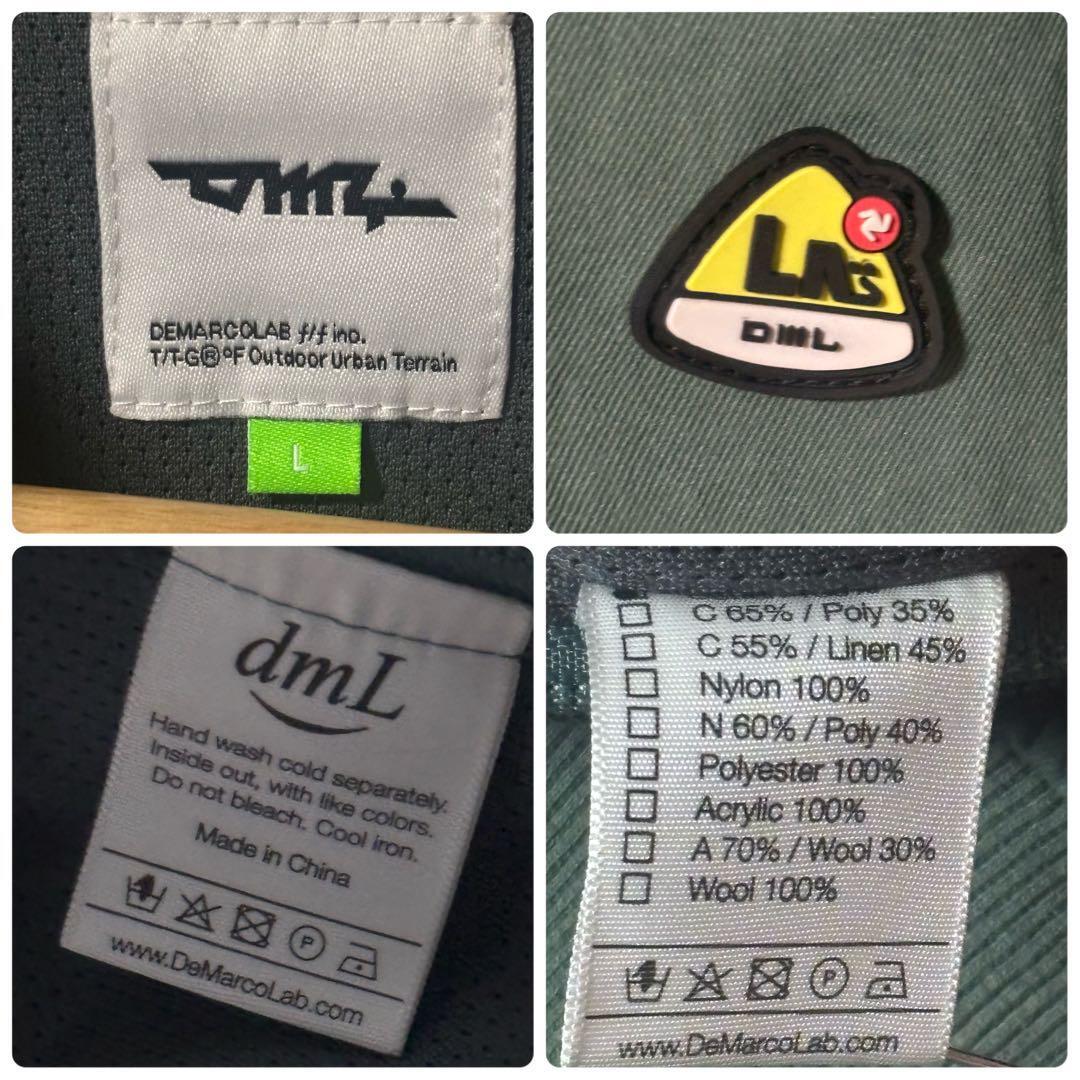 DML
DEMARCOLAB f/f inc.
T/T-G®°F Outdoor Urban Terrain
L
LA's
DML
dmL
Hand wash cold separately.
Inside out, with like colors.
Do not bleach. Cool iron.
Made in China
P
www.DeMarcoLab.com
C 65% / Poly 35%
C 55% / Linen 45%
Nylon 100%
N 60% / Poly 40%
Polyester 100%
Acrylic 100%
A 70% / Wool 30%
Wool 100%
P
www.DeMarcoLab.com